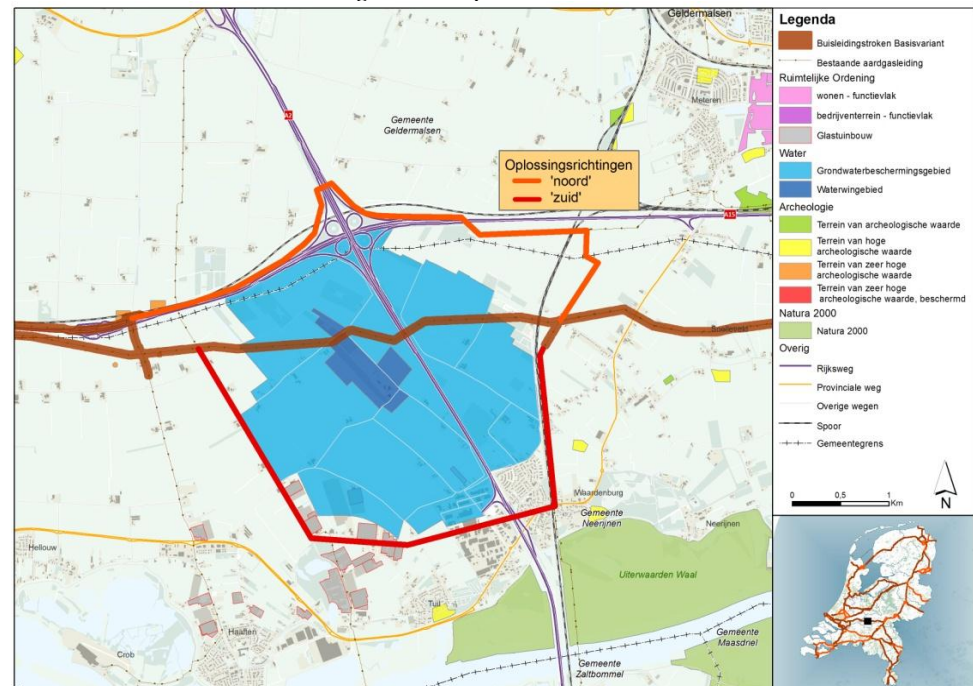 Geldermalsen
Meteren
Gemeente
Geldermalsen
A2
Oplossingsrichtingen
'noord'
'zuid'
A15
Waardenburg
Gemeente
Neerijnen
Neerijnen
Hellouw
Uiterwaarden Waal
Tuil
Haaften
Crob
Gemeente
Maasdriel
Gemeente
Zaltbommel
Legenda
Buisleidingstroken Basisvariant
Bestaande aardgasleiding
Ruimtelijke Ordening
wonen - functievlak
bedrijventerrein - functievlak
Glastuinbouw
Water
Grondwaterbeschermingsgebied
Waterwingebied
Archeologie
Terrein van archeologische waarde
Terrein van hoge
archeologische waarde
Terrein van zeer hoge
archeologische waarde
Terrein van zeer hoge
archeologische waarde, beschermd
Natura 2000
Natura 2000
Overig
Rijksweg
Provinciale weg
Overige wegen
Spoor
Gemeentegrens
0 0,5 1
Km
N